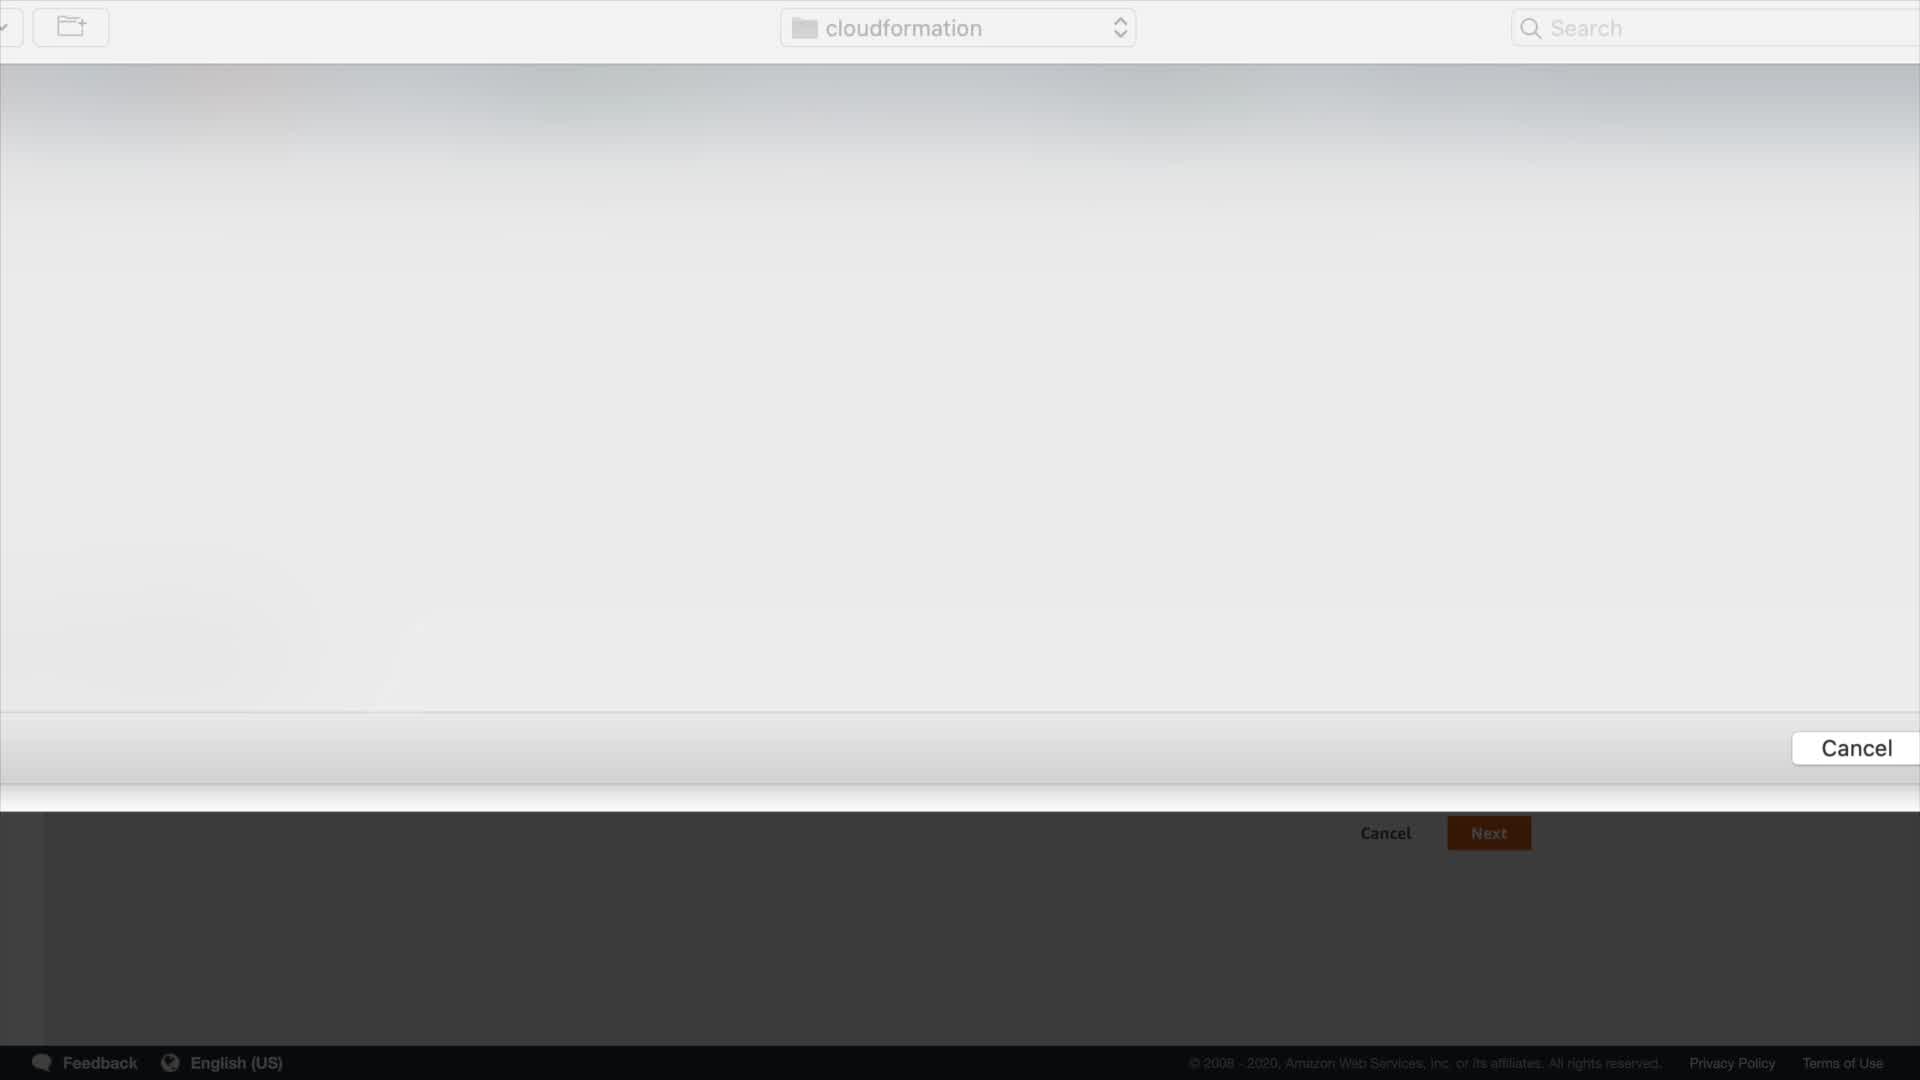 cloudformation
Search
Cancel
Cancel
Next
Feedback
English (US)
© 2008 - 2020, Amazon Web Services, Inc. or its affiliates. All rights reserved.
Privacy Policy
Terms of Use